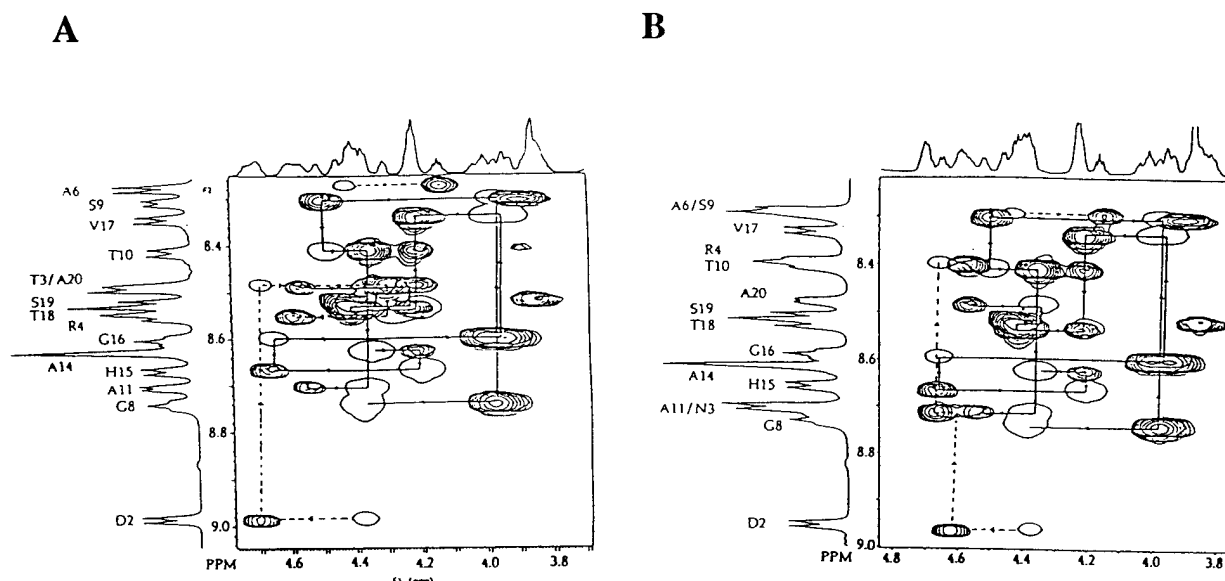 A
B
A6
S9
V17
T10
T3/A20
S19
T18
R4
G16
A14
H15
A11
G8
D2
8.4
8.6
8.8
9.0
PPM
4.6
4.4
4.2
4.0
3.8
A6/S9
V17
R4
T10
A20
S19
T18
G16
A14
H15
A11/N3
G8
D2
8.4
8.6
8.8
9.0
PPM
4.8
4.6
4.4
4.2
4.0
3.8